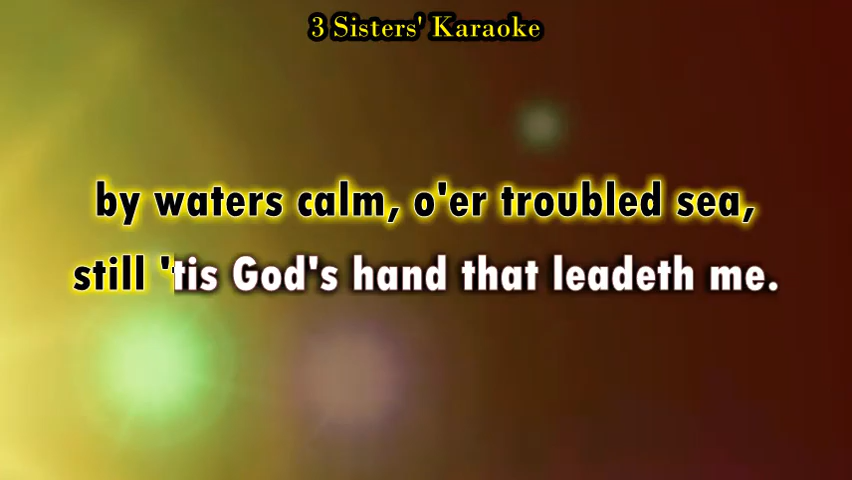 3 Sisters' Karaoke
by waters calm, o'er troubled sea,
still 'tis God's hand that leadeth me.